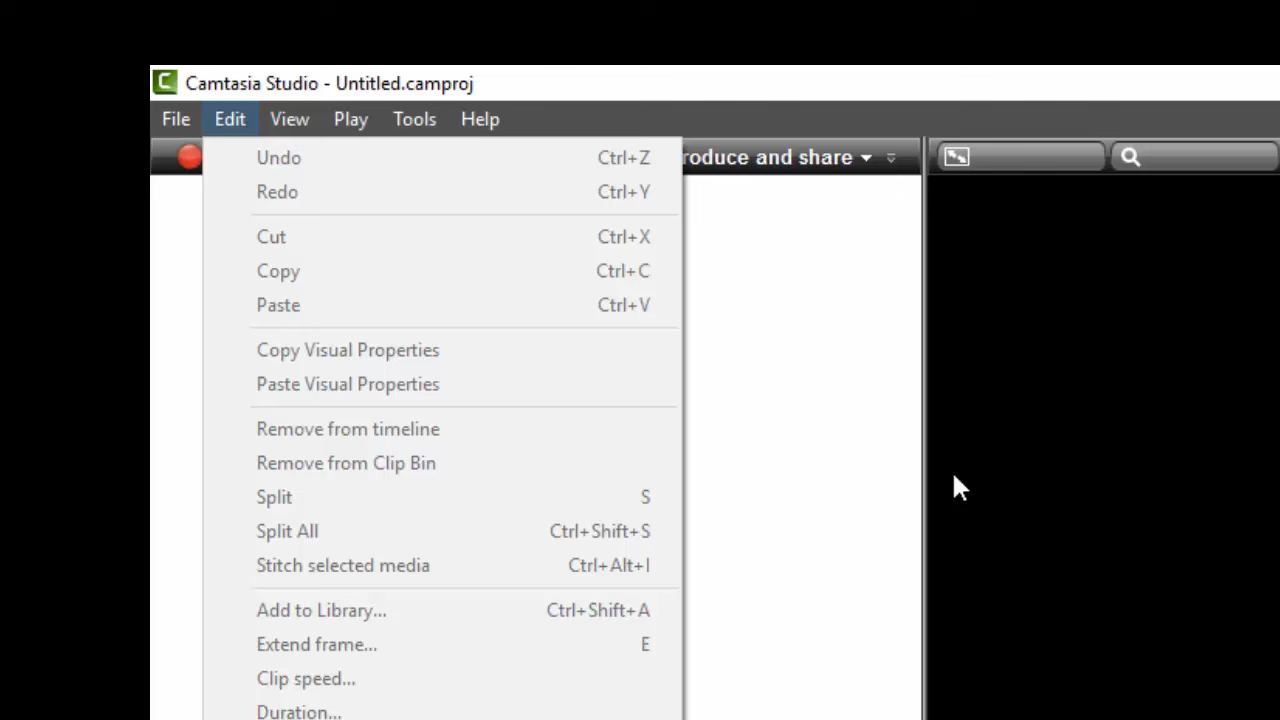 Camtasia Studio - Untitled.camproj
File Edit View Play Tools Help
roduce and share
Undo Ctrl+Z
Redo Ctrl+Y
Cut Ctrl+X
Copy Ctrl+C
Paste Ctrl+V
Copy Visual Properties
Paste Visual Properties
Remove from timeline
Remove from Clip Bin
Split S
Split All Ctrl+Shift+S
Stitch selected media Ctrl+Alt+I
Add to Library... Ctrl+Shift+A
Extend frame... E
Clip speed...
Duration...